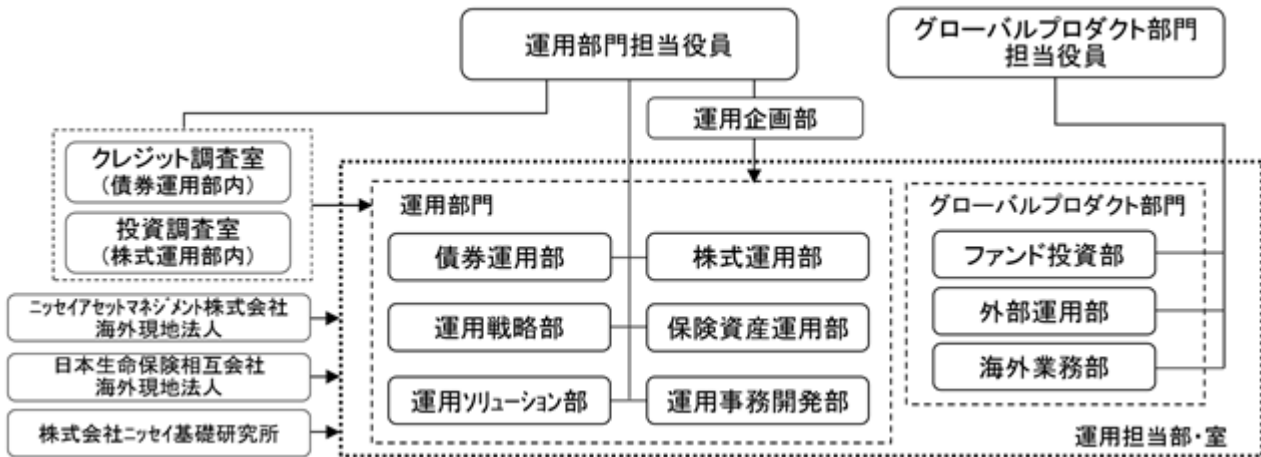 運用部門担当役員
グローバルプロダクト部門
担当役員
運用企画部
クレジット調査室
（債券運用部内）
投資調査室
（株式運用部内）
ニッセイアセットマネジメント株式会社
海外現地法人
日本生命保険相互会社
海外現地法人
株式会社ニッセイ基礎研究所
運用部門
債券運用部
株式運用部
運用戦略部
保険資産運用部
運用ソリューション部
運用事務開発部
グローバルプロダクト部門
ファンド投資部
外部運用部
海外業務部
運用担当部・室